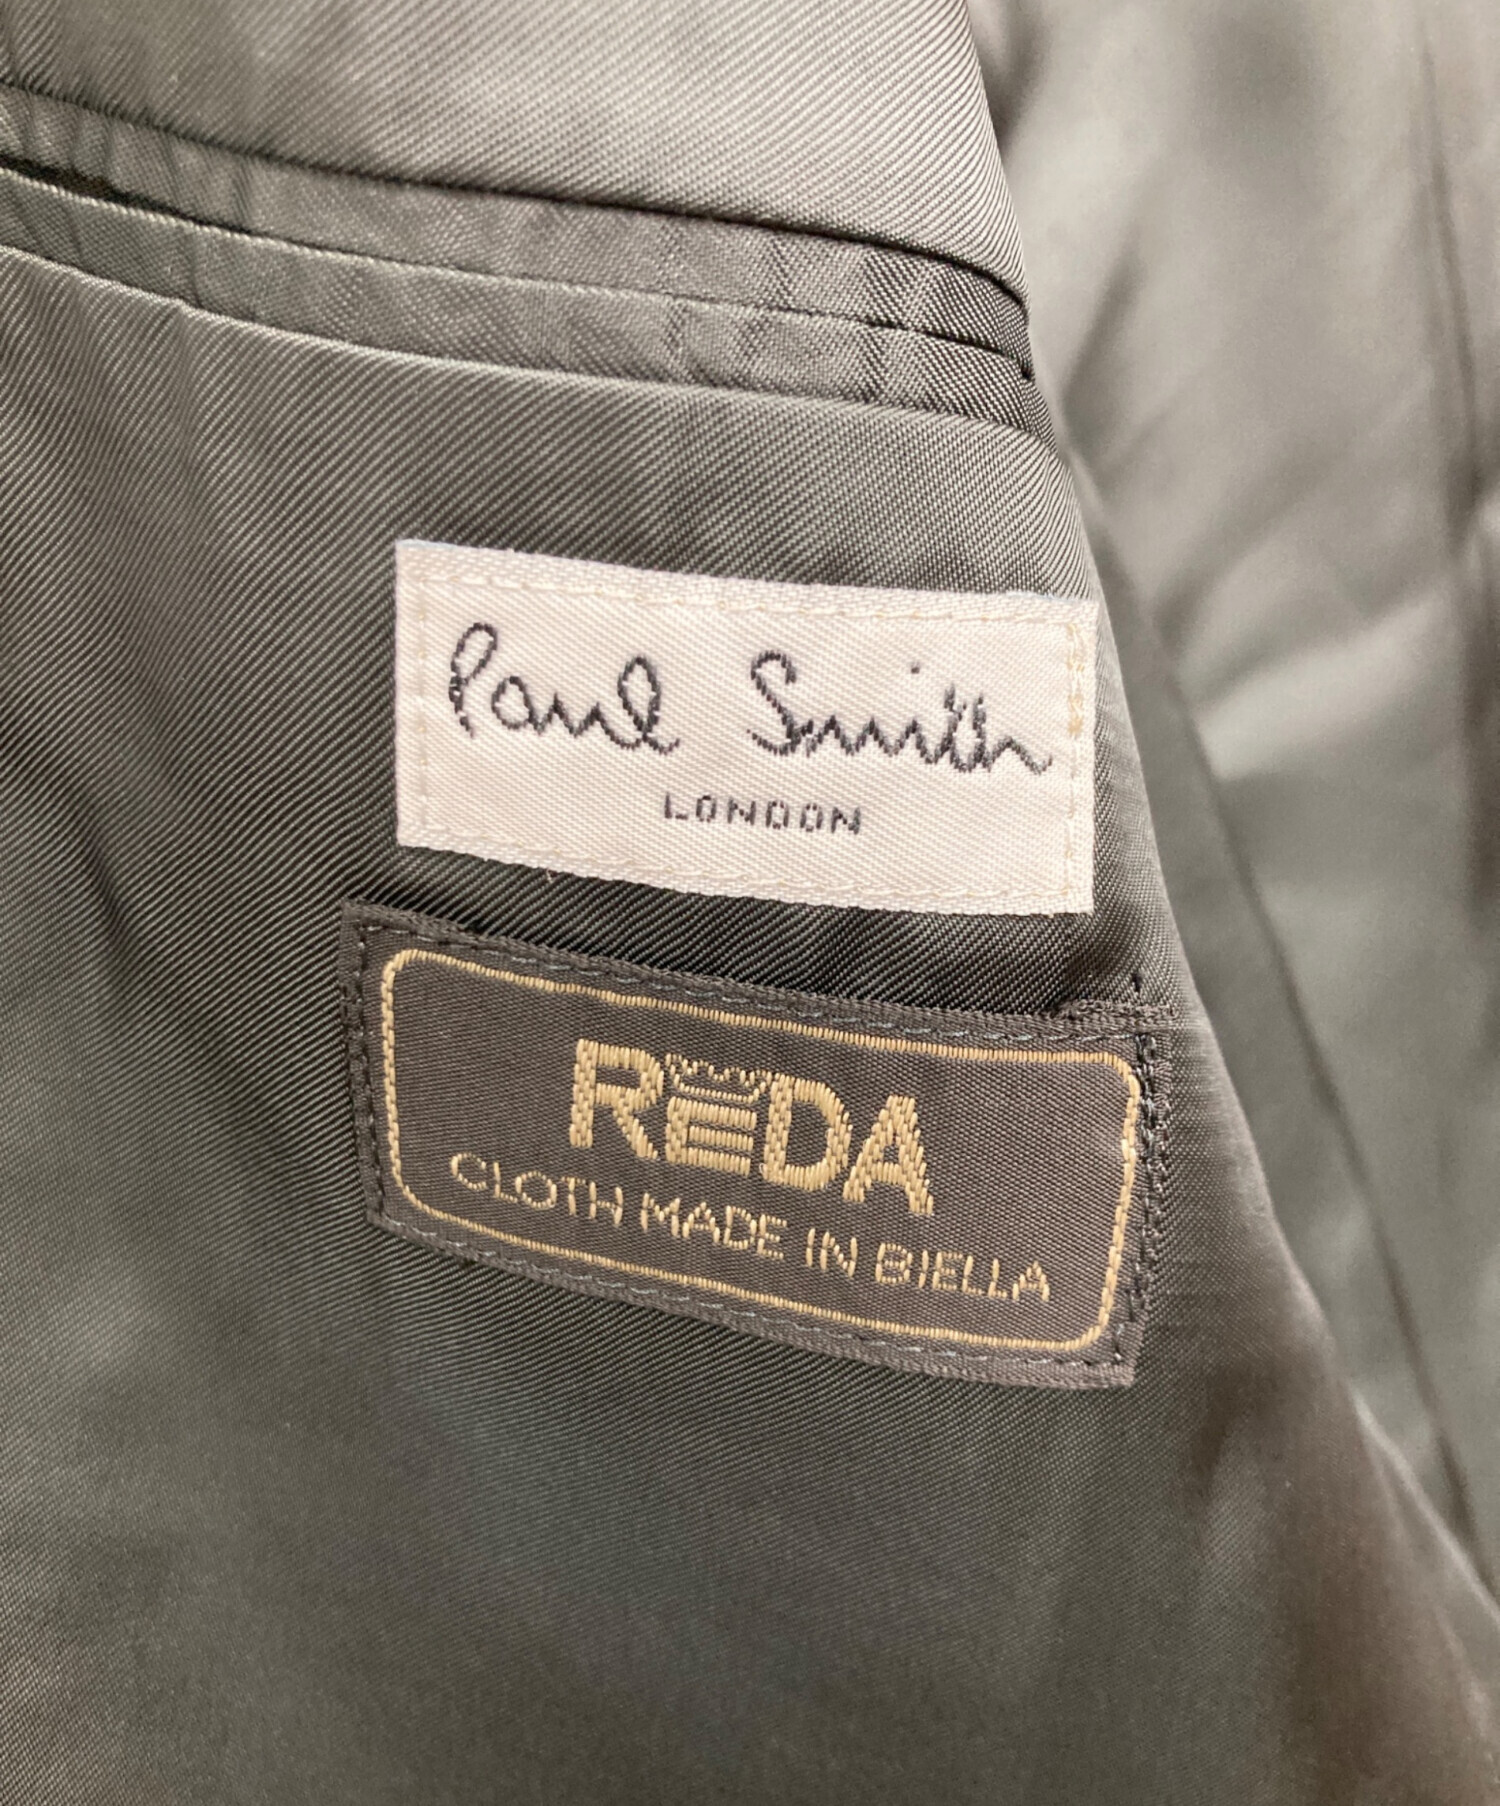 Paul Smith
LONDON
REDA
CLOTH MADE IN BIELLA